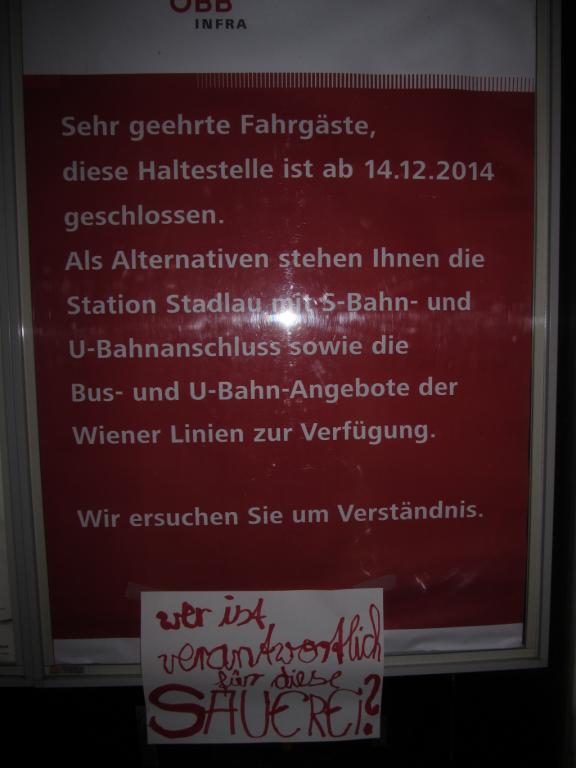 ÖBB
INFRA
Sehr geehrte Fahrgäste,
diese Haltestelle ist ab 14.12.2014
geschlossen.
Als Alternativen stehen Ihnen die
Station Stadlau mit S-Bahn- und
U-Bahnanschluss sowie die
Bus- und U-Bahn-Angebote der
Wiener Linien zur Verfügung.
Wir ersuchen Sie um Verständnis.
wer ist
verantwortlich
für diese
SAUEREI?